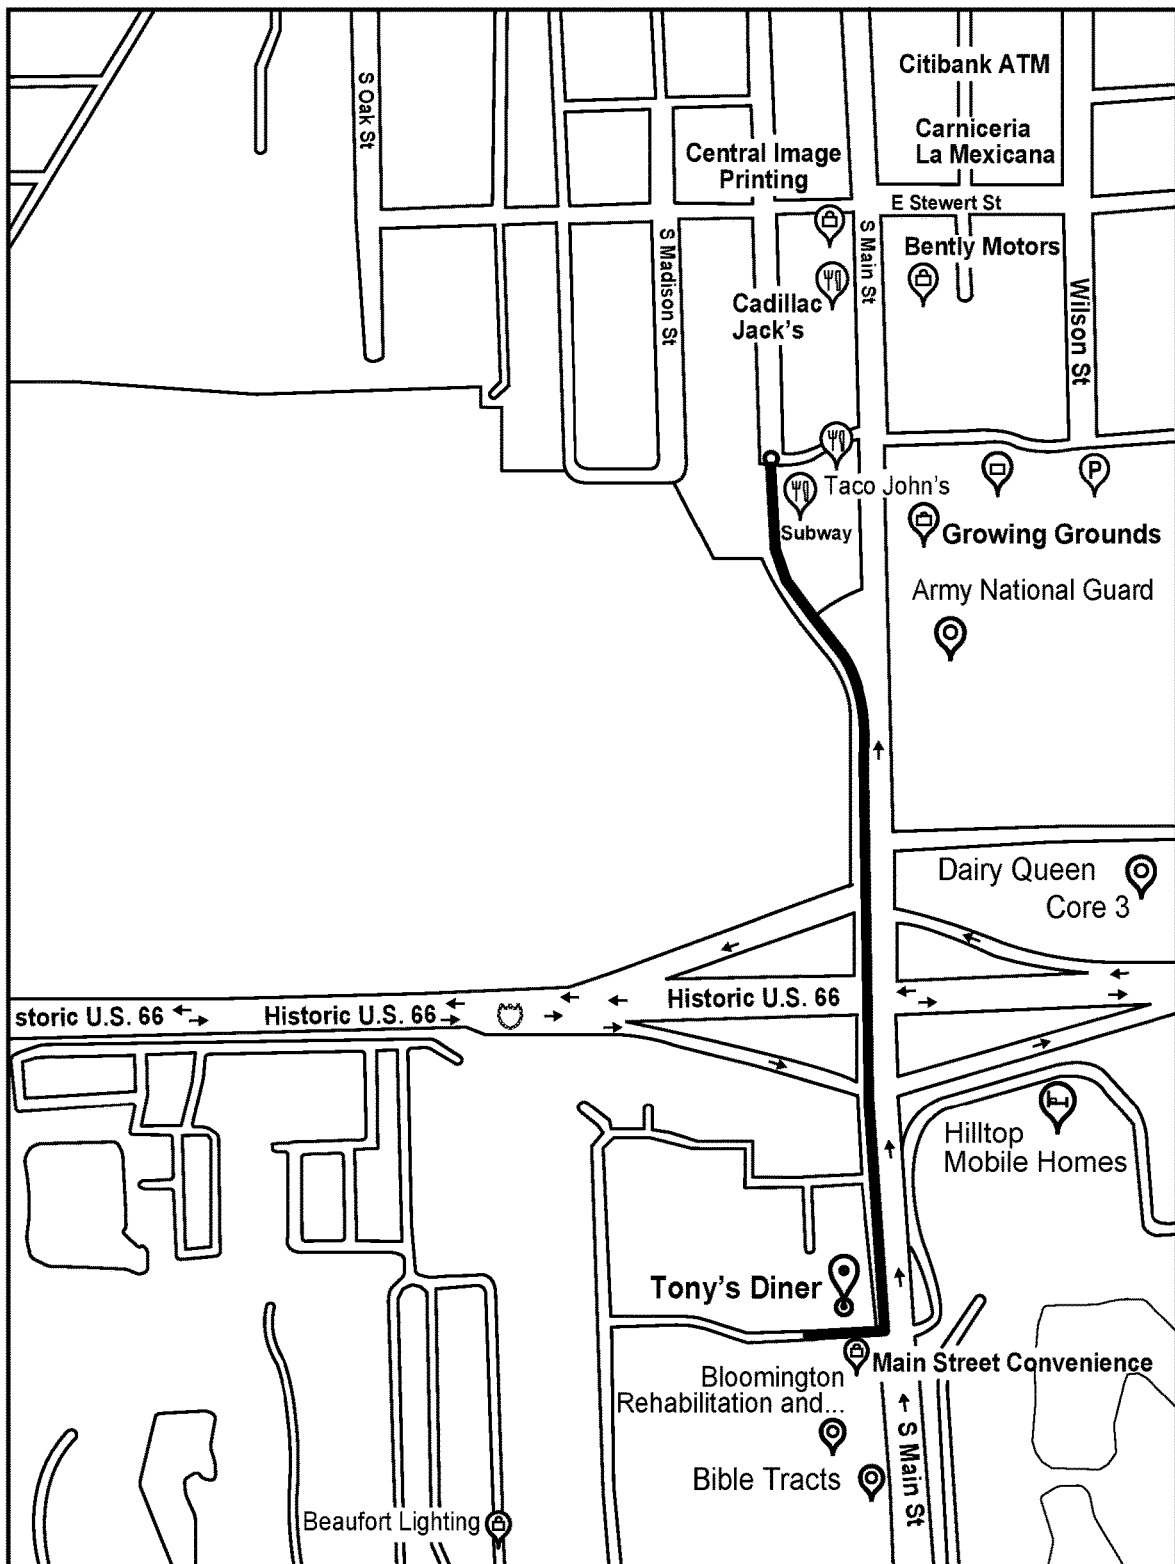 Citibank ATM
S Oak St
Carniceria
La Mexicana
Central Image
Printing
E Stewert St
S Madison St
S Main St
Bently Motors
Cadillac
Jack's
Wilson St
P
Taco John's
Subway
Growing Grounds
Army National Guard
Dairy Queen
Core 3
storic U.S. 66
Historic U.S. 66
Historic U.S. 66
Hilltop
Mobile Homes
Tony's Diner
Main Street Convenience
Bloomington
Rehabilitation and...
S Main St
Bible Tracts
Beaufort Lighting